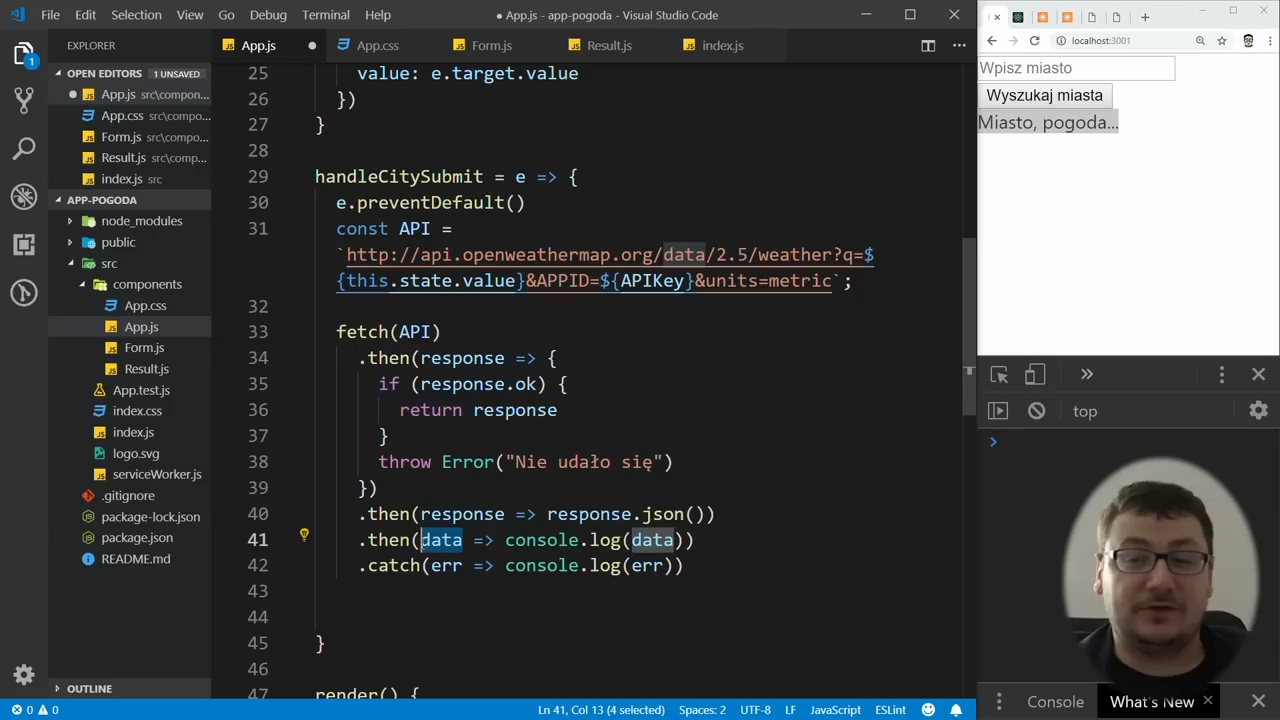 File Edit Selection View Go Debug Terminal Help
● App.js - app-pogoda - Visual Studio Code
EXPLORER
OPEN EDITORS 1 UNSAVED
App.js src\compon...
App.css src\compo...
Form.js src\compo...
Result.js src\comp...
index.js src
APP-POGODA
node_modules
public
src
components
App.css
App.js
Form.js
Result.js
App.test.js
index.css
index.js
logo.svg
serviceWorker.js
.gitignore
package-lock.json
package.json
README.md
OUTLINE
App.js App.css Form.js Result.js index.js
25 value: e.target.value
26 })
27 }
28
29 handleCitySubmit = e => {
30 e.preventDefault()
31 const API =
`http://api.openweathermap.org/data/2.5/weather?q=$
{this.state.value}&APPID=${APIKey}&units=metric`;
32
33 fetch(API)
34 .then(response => {
35 if (response.ok) {
36 return response
37 }
38 throw Error("Nie udało się")
39 })
40 .then(response => response.json())
41 .then(data => console.log(data))
42 .catch(err => console.log(err))
43
44
45 }
46
47 render() {
localhost:3001
Wpisz miasto
Wyszukaj miasta
Miasto, pogoda...
top
Console What's New
0 0 Ln 41, Col 13 (4 selected) Spaces: 2 UTF-8 LF JavaScript ESLint
1